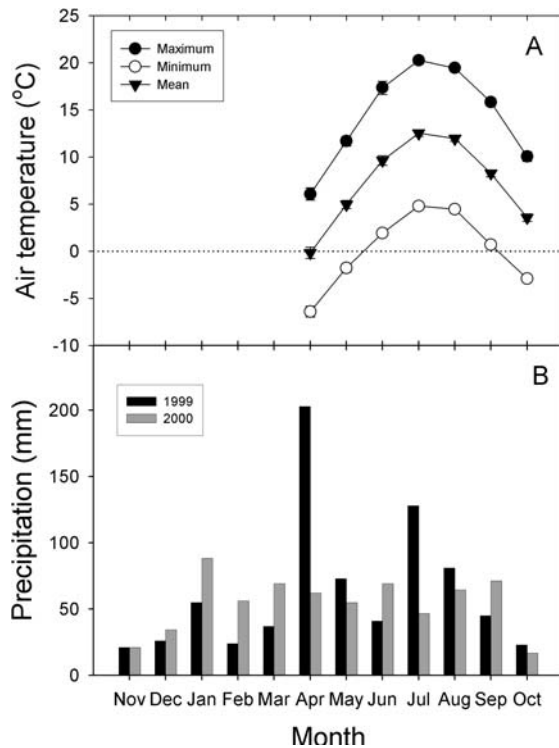 A
Maximum
Minimum
Mean
Air temperature (°C)
25
20
15
10
5
0
-5
-10
B
1999
2000
Precipitation (mm)
200
150
100
50
0
Nov Dec Jan Feb Mar Apr May Jun Jul Aug Sep Oct
Month